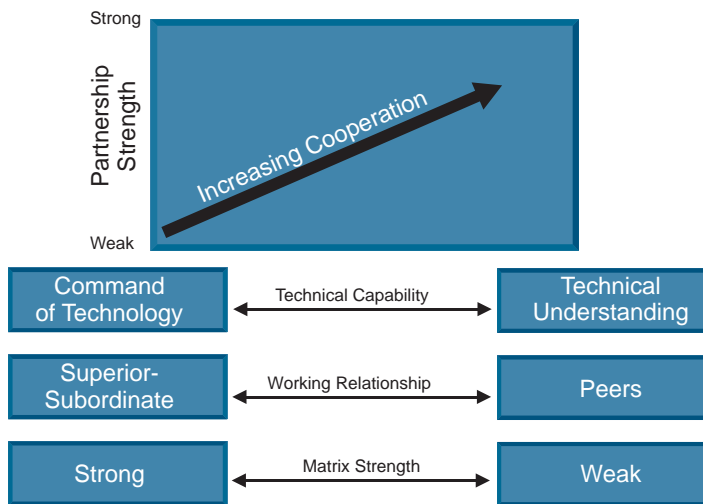 Strong
Partnership
Strength
Increasing Cooperation
Weak
Command
of Technology
Technical Capability
Technical
Understanding
Superior-
Subordinate
Working Relationship
Peers
Strong
Matrix Strength
Weak